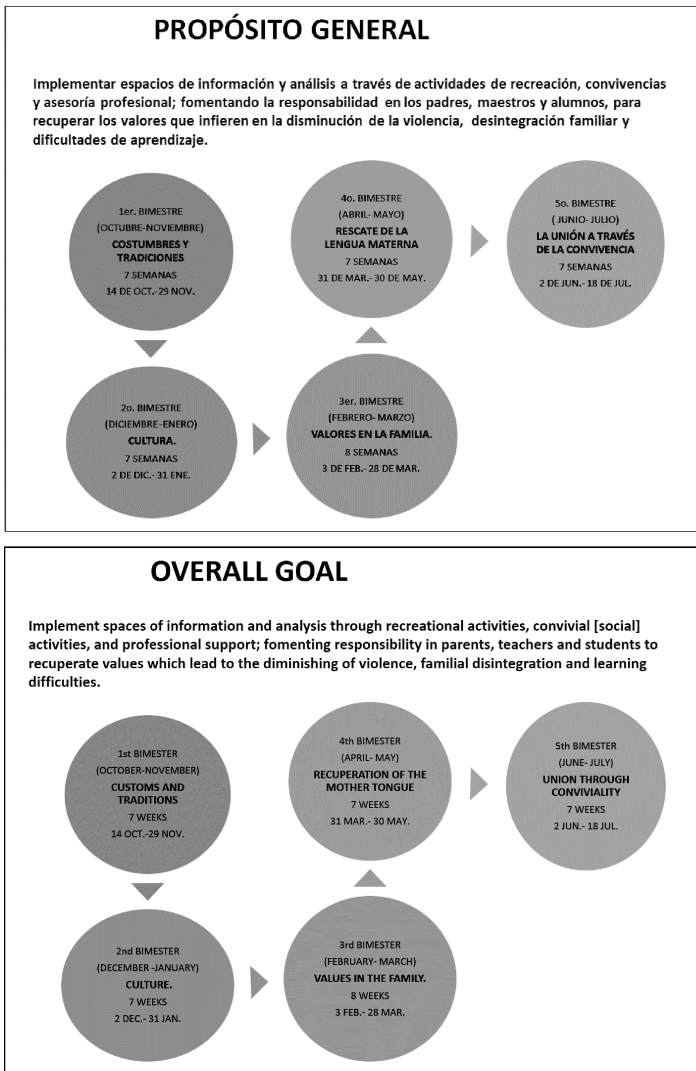 PROPÓSITO GENERAL
Implementar espacios de información y análisis a través de actividades de recreación, convivencias
y asesoría profesional; fomentando la responsabilidad en los padres, maestros y alumnos, para
recuperar los valores que infieren en la disminución de la violencia, desintegración familiar y
dificultades de aprendizaje.
1er. BIMESTRE
(OCTUBRE-NOVIEMBRE)
COSTUMBRES Y
TRADICIONES
7 SEMANAS
14 DE OCT.-29 NOV.
2o. BIMESTRE
(DICIEMBRE -ENERO)
CULTURA.
7 SEMANAS
2 DE DIC.- 31 ENE.
3er. BIMESTRE
(FEBRERO- MARZO)
VALORES EN LA FAMILIA.
8 SEMANAS
3 DE FEB.- 28 DE MAR.
4o. BIMESTRE
(ABRIL- MAYO)
RESCATE DE LA
LENGUA MATERNA
7 SEMANAS
31 DE MAR.- 30 DE MAY.
5o. BIMESTRE
( JUNIO- JULIO)
LA UNIÓN A TRAVÉS
DE LA CONVIVENCIA
7 SEMANAS
2 DE JUN.- 18 DE JUL.
OVERALL GOAL
Implement spaces of information and analysis through recreational activities, convivial [social]
activities, and professional support; fomenting responsibility in parents, teachers and students to
recuperate values which lead to the diminishing of violence, familial disintegration and learning
difficulties.
1st BIMESTER
(OCTOBER-NOVEMBER)
CUSTOMS AND
TRADITIONS
7 WEEKS
14 OCT.-29 NOV.
2nd BIMESTER
(DECEMBER -JANUARY)
CULTURE.
7 WEEKS
2 DEC.- 31 JAN.
3rd BIMESTER
(FEBRUARY- MARCH)
VALUES IN THE FAMILY.
8 WEEKS
3 FEB.- 28 MAR.
4th BIMESTER
(APRIL- MAY)
RECUPERATION OF THE
MOTHER TONGUE
7 WEEKS
31 MAR.- 30 MAY.
5th BIMESTER
(JUNE- JULY)
UNION THROUGH
CONVIVIALITY
7 WEEKS
2 JUN.- 18 JUL.